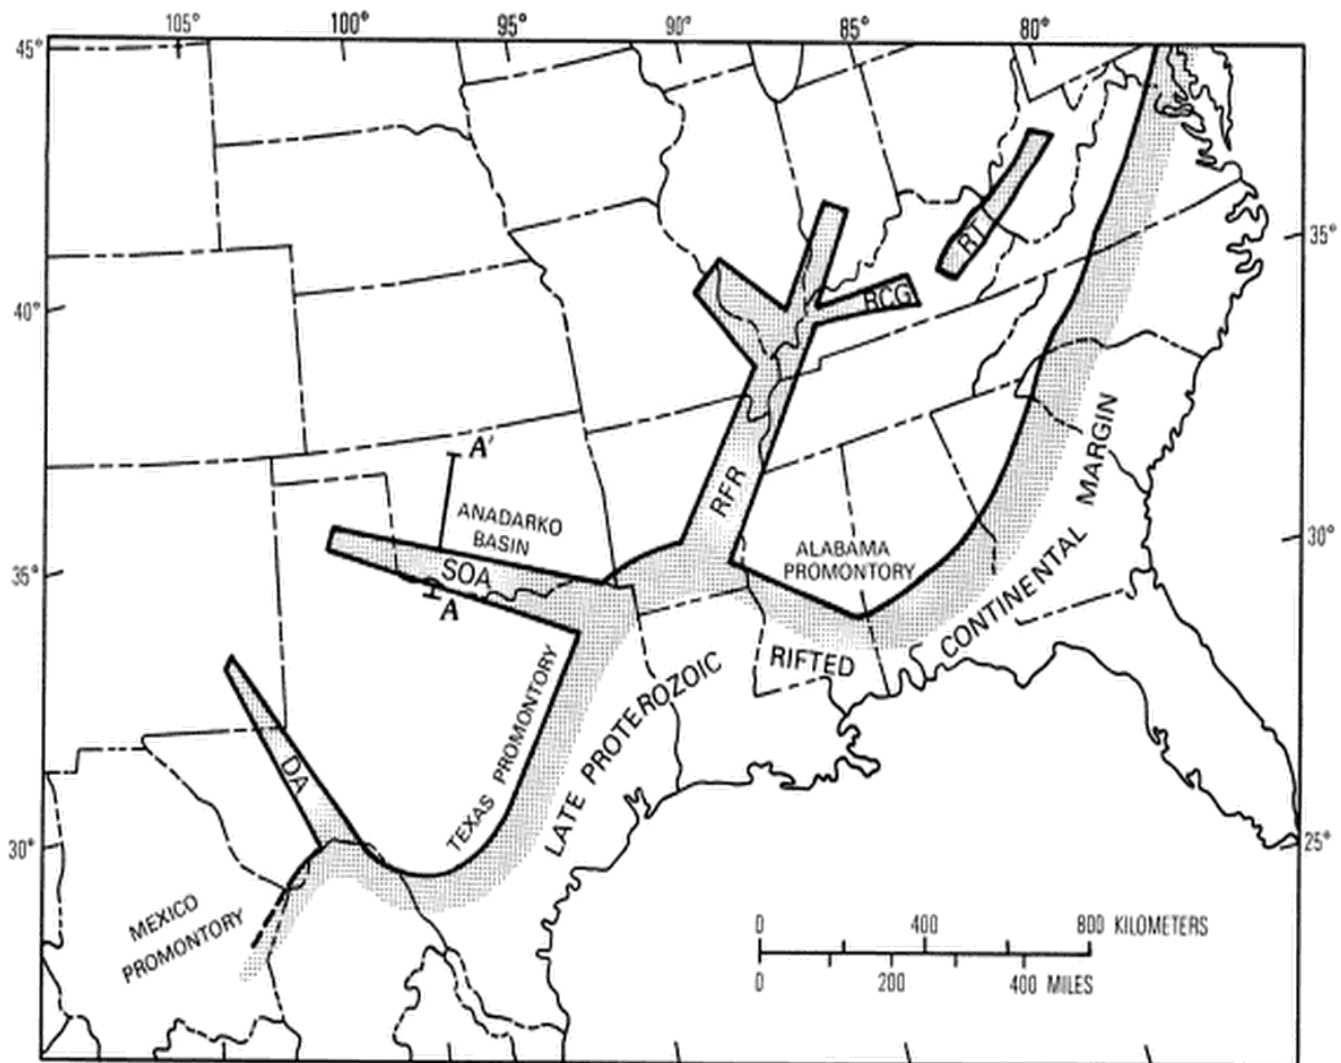 105° 100° 95° 90° 85° 80°
45°
35°
40°
RT
RCG
A'
RFR
ANADARKO
BASIN
30°
MARGIN
ALABAMA
PROMONTORY
35°
SOA
A
CONTINENTAL
RIFTED
LATE PROTEROZOIC
TEXAS PROMONTORY
DA
30°
25°
MEXICO
PROMONTORY
0 400 800 KILOMETERS
0 200 400 MILES